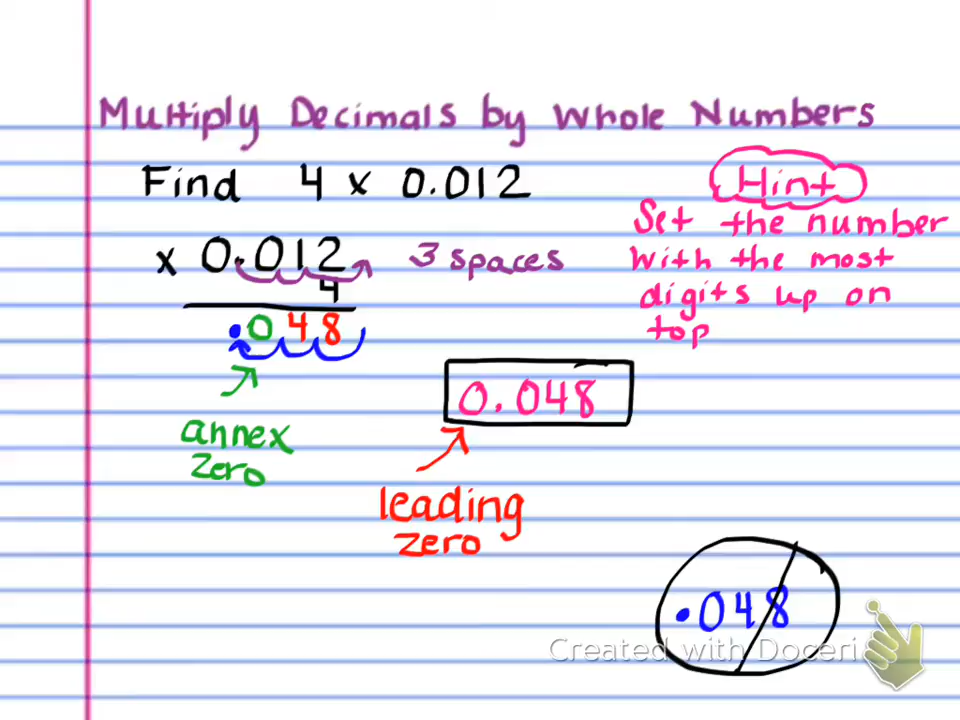 Multiply Decimals by Whole Numbers
Find 4 x 0.012
Hint
Set the number
with the most
digits up on
top
x 0.012
3 spaces
4
.048
0.048
annex
zero
leading
zero
.048
Created with Doceri